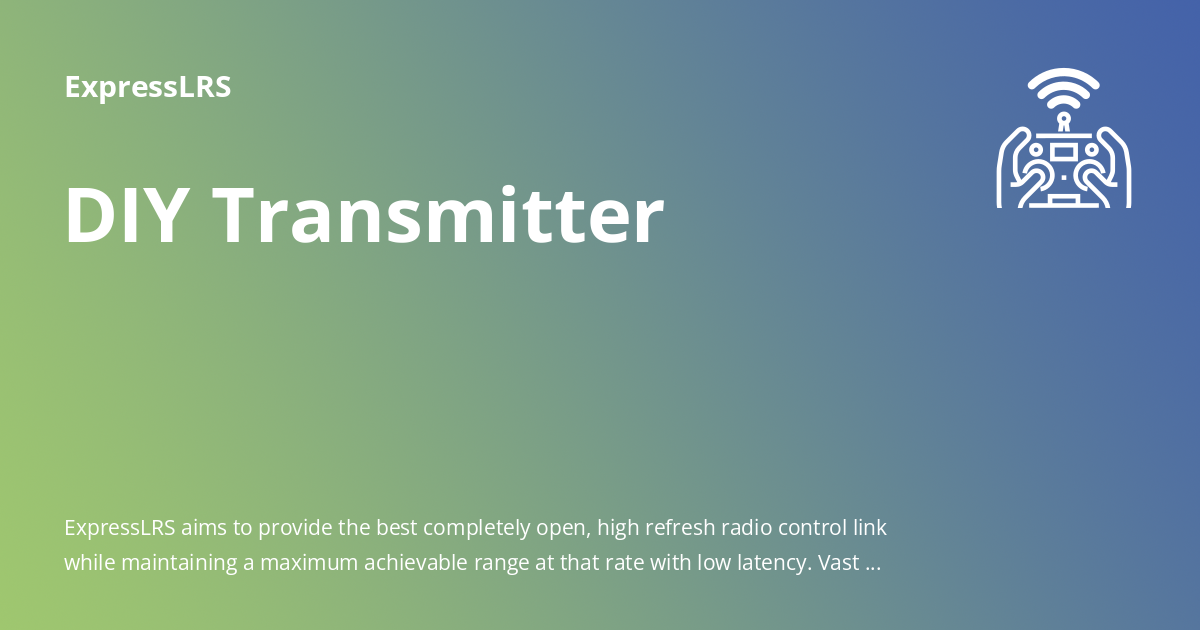 ExpressLRS
DIY Transmitter
ExpressLRS aims to provide the best completely open, high refresh radio control link
while maintaining a maximum achievable range at that rate with low latency. Vast ...